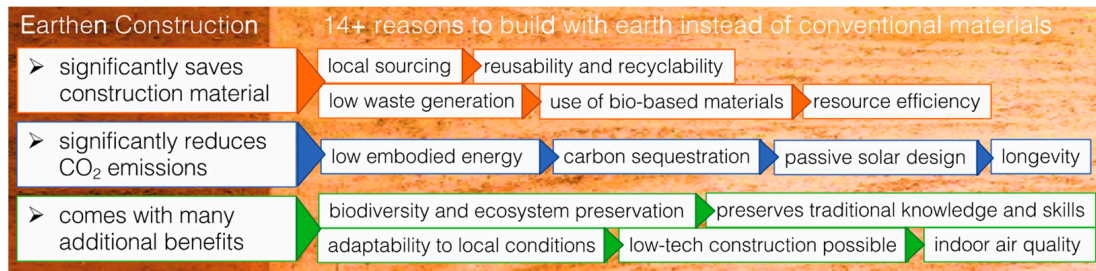 Earthen Construction
14+ reasons to build with earth instead of conventional materials
➤ significantly saves
construction material
local sourcing
reusability and recyclability
low waste generation
use of bio-based materials
resource efficiency
➤ significantly reduces
CO₂ emissions
low embodied energy
carbon sequestration
passive solar design
longevity
➤ comes with many
additional benefits
biodiversity and ecosystem preservation
preserves traditional knowledge and skills
adaptability to local conditions
low-tech construction possible
indoor air quality